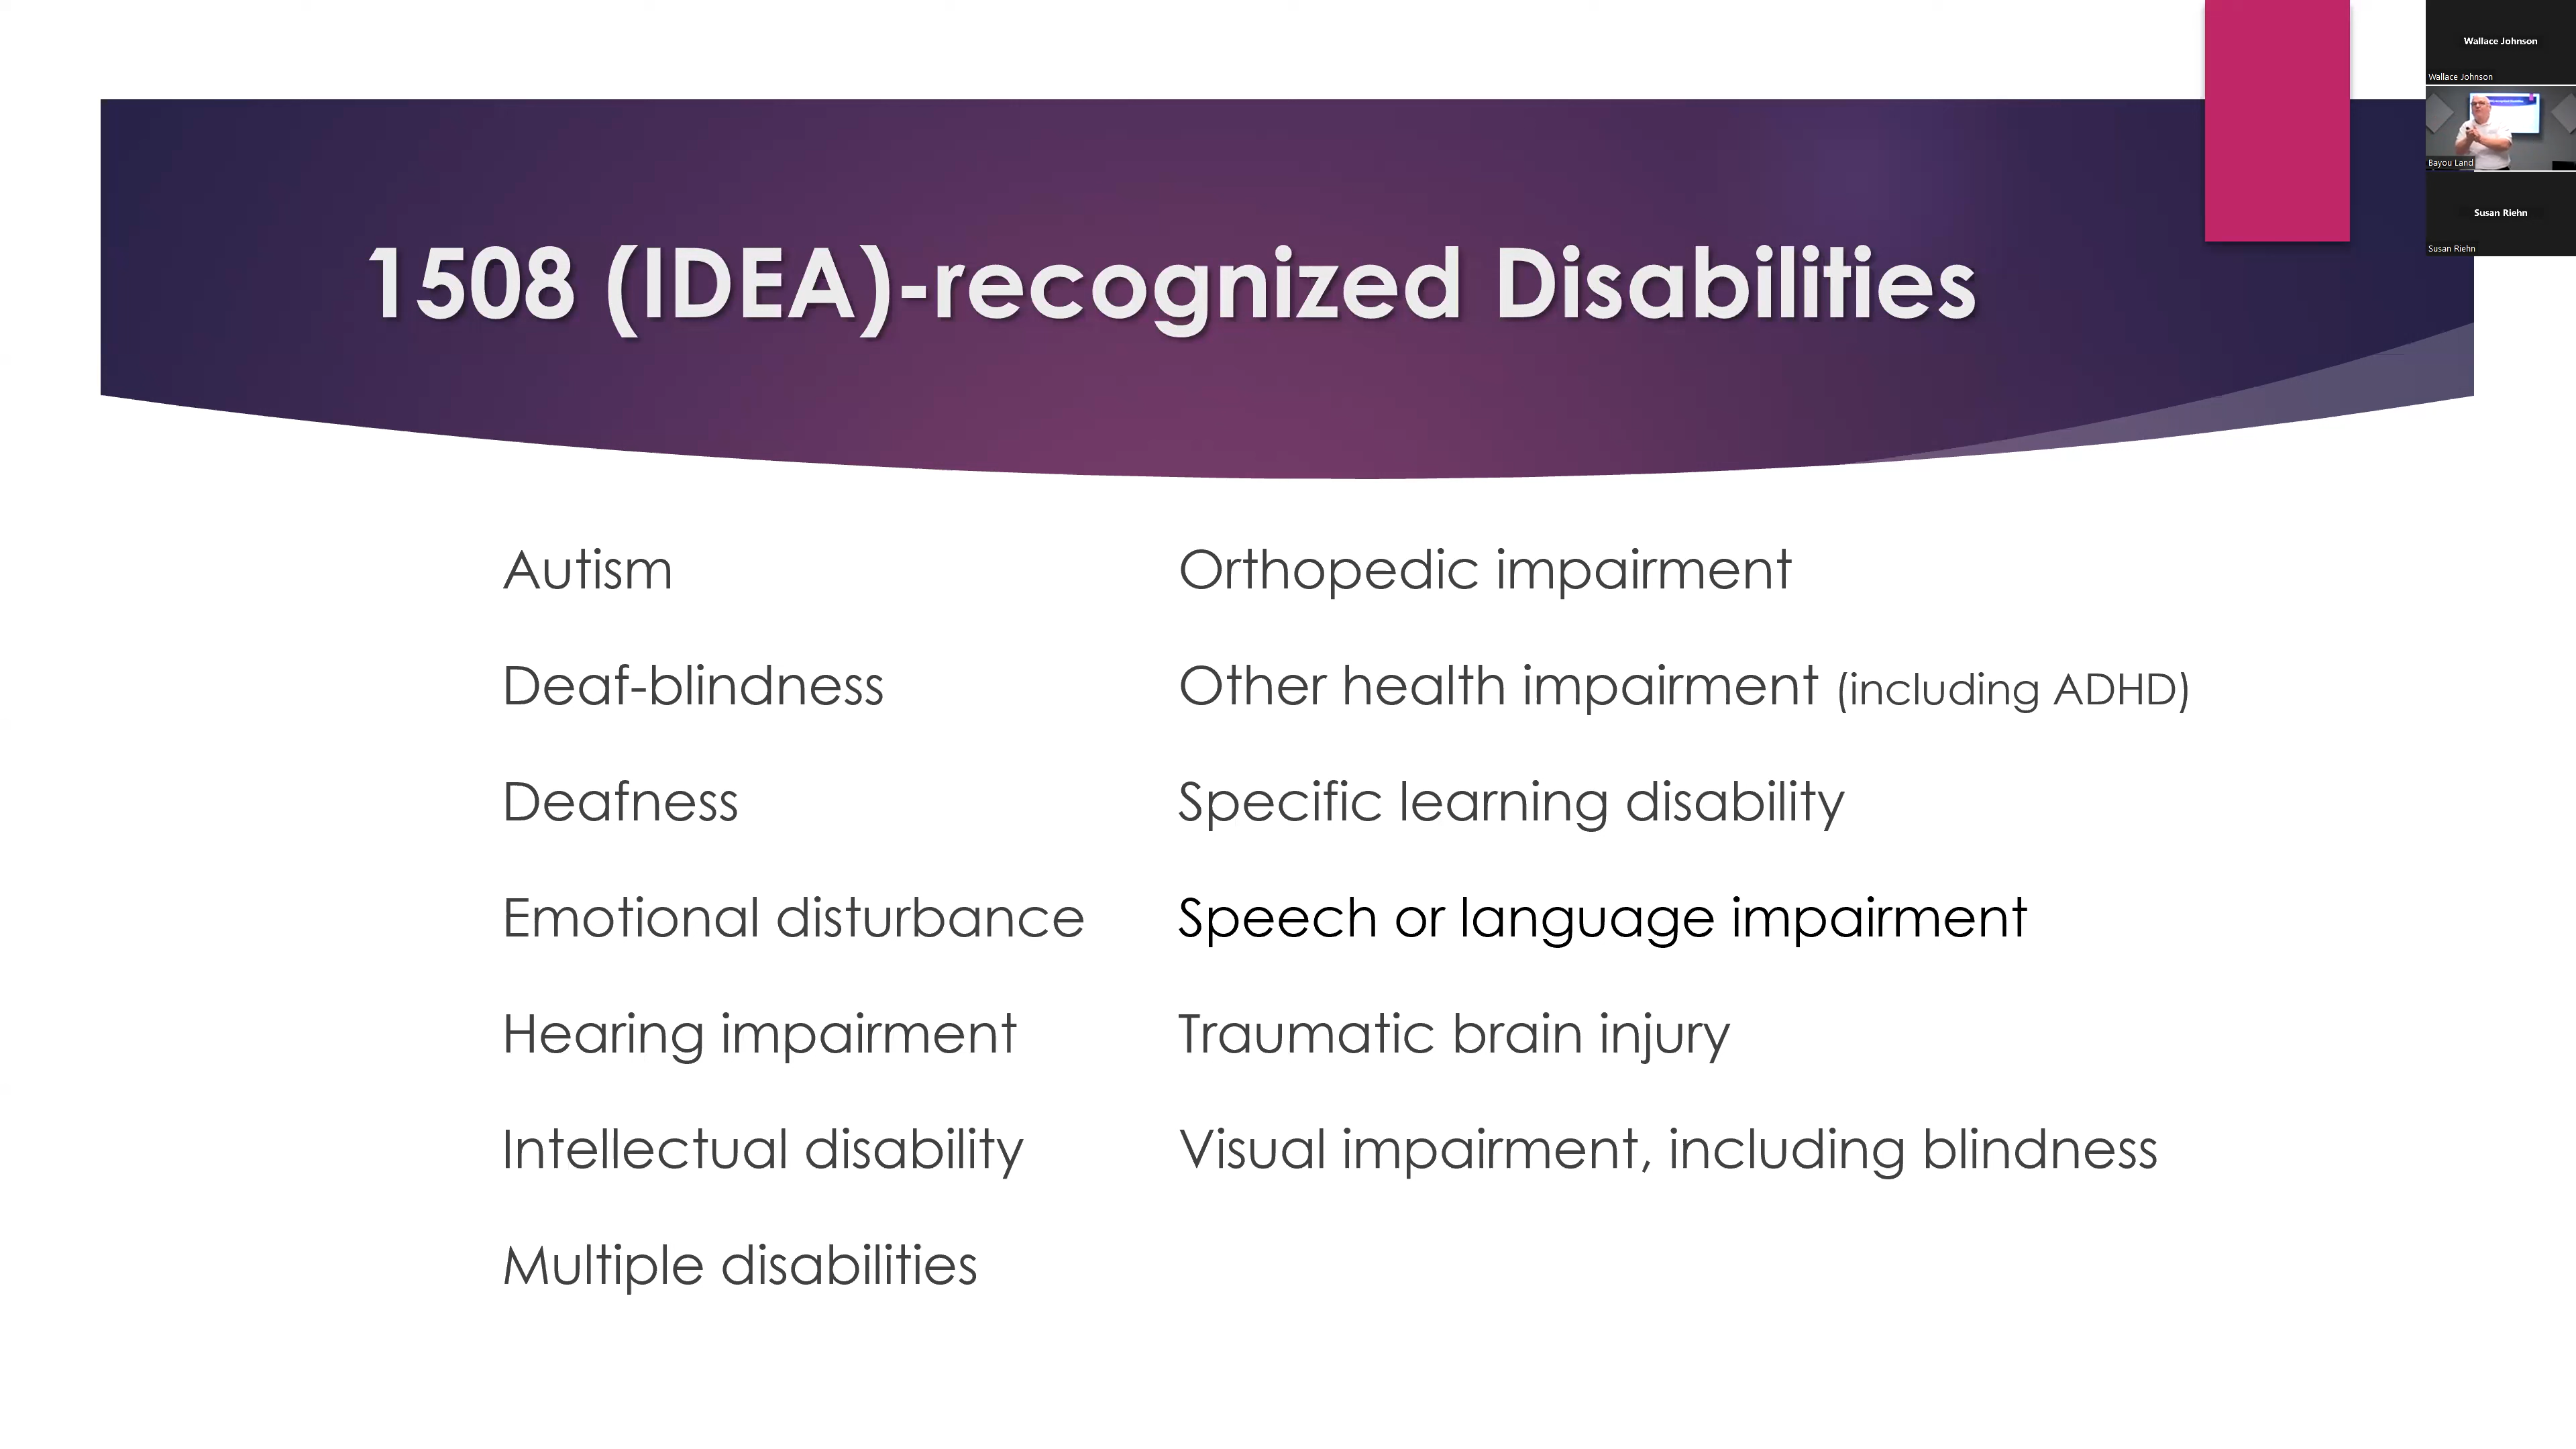 1508 (IDEA)-recognized Disabilities
Autism
Deaf-blindness
Deafness
Emotional disturbance
Hearing impairment
Intellectual disability
Multiple disabilities
Orthopedic impairment
Other health impairment (including ADHD)
Specific learning disability
Speech or language impairment
Traumatic brain injury
Visual impairment, including blindness
Wallace Johnson
Wallace Johnson
Bayou Land
Susan Riehn
Susan Riehn